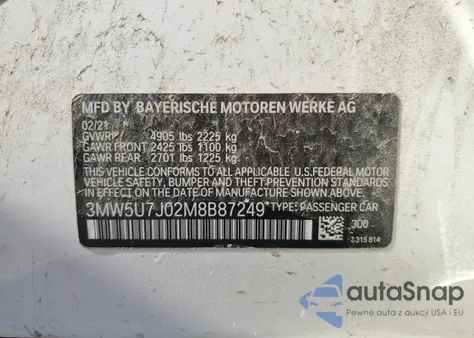 MFD BY BAYERISCHE MOTOREN WERKE AG
02/21
GVWR 4905 lbs 2225 kg
GAWR FRONT 2425 lbs 1100 kg
GAWR REAR 2701 lbs 1225 kg
THIS VEHICLE CONFORMS TO ALL APPLICABLE U.S. FEDERAL MOTOR
VEHICLE SAFETY, BUMPER, AND THEFT PREVENTION STANDARDS
IN EFFECT ON THE DATE OF MANUFACTURE SHOWN ABOVE.
3MW5U7J02M8B87249 TYPE: PASSENGER CAR
300
7 315 814
autoSnap
Pewne auta z aukcji USA i EU